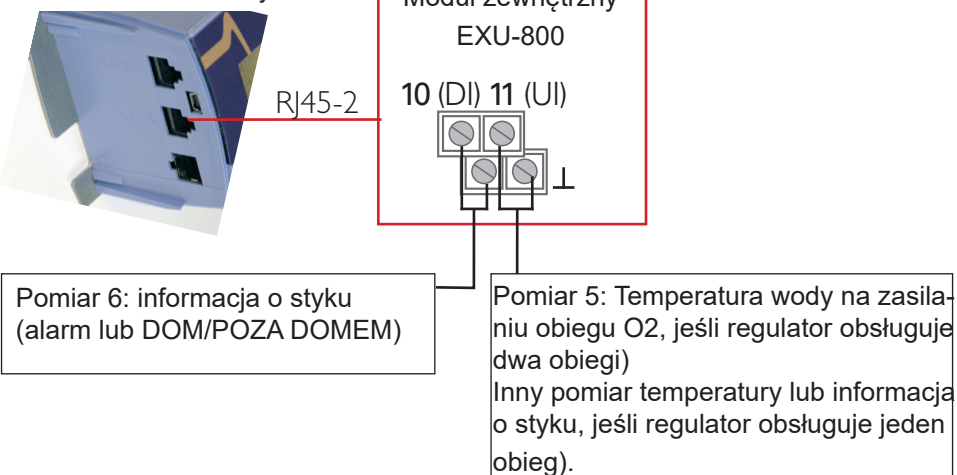 Moduł zewnętrzny
EXU-800
10 (DI) 11 (UI)
RJ45-2
Pomiar 6: informacja o styku
(alarm lub DOM/POZA DOMEM)
Pomiar 5: Temperatura wody na zasila-
niu obiegu O2, jeśli regulator obsługuje
dwa obiegi)
Inny pomiar temperatury lub informacja
o styku, jeśli regulator obsługuje jeden
obieg).